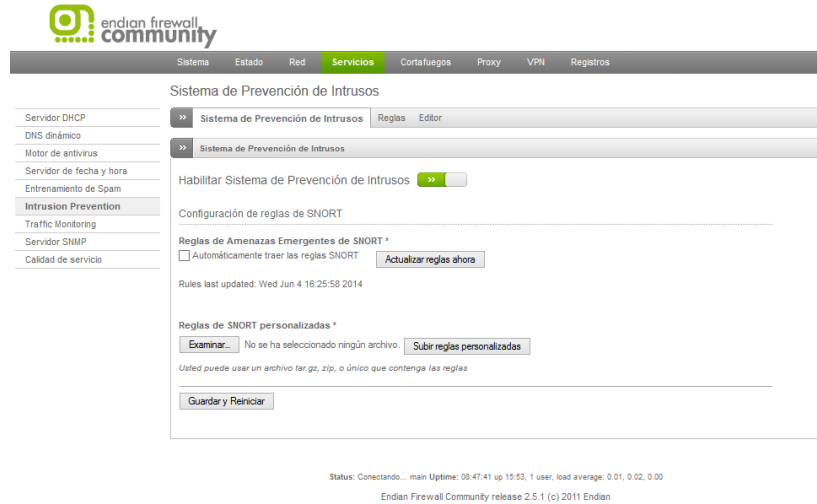 endian firewall
community
Sistema Estado Red Servicios Cortafuegos Proxy VPN Registros
Sistema de Prevención de Intrusos
Servidor DHCP
DNS dinámico
Motor de antivirus
Servidor de fecha y hora
Entrenamiento de Spam
Intrusion Prevention
Traffic Monitoring
Servidor SNMP
Calidad de servicio
» Sistema de Prevención de Intrusos Reglas Editor
» Sistema de Prevención de Intrusos
Habilitar Sistema de Prevención de Intrusos »
Configuración de reglas de SNORT
Reglas de Amenazas Emergentes de SNORT *
Automáticamente traer las reglas SNORT Actualizar reglas ahora
Rules last updated: Wed Jun 4 16:25:58 2014
Reglas de SNORT personalizadas *
Examinar... No se ha seleccionado ningún archivo. Subir reglas personalizadas
Usted puede usar un archivo tar.gz, zip, o único que contenga las reglas
Guardar y Reiniciar
Status: Conectando... main Uptime: 08:47:41 up 15:53, 1 user, load average: 0.01, 0.02, 0.00
Endian Firewall Community release 2.5.1 (c) 2011 Endian